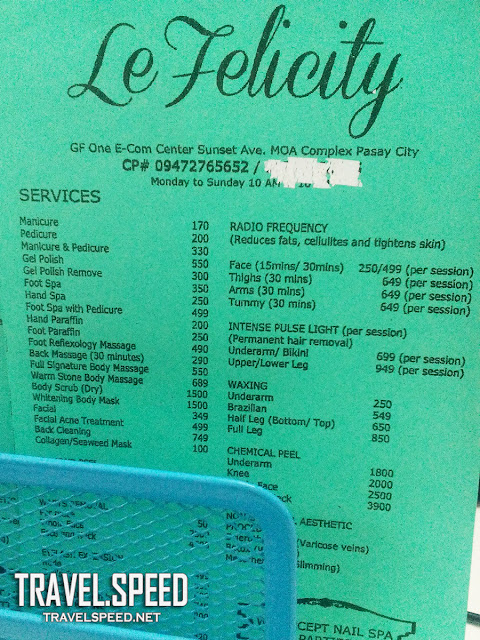 Le Felicity
GF One E-Com Center Sunset Ave. MOA Complex Pasay City
CP# 09472765652 /
Monday to Sunday 10 AM
SERVICES
Manicure 170
Pedicure 200
Manicure & Pedicure 330
Gel Polish 550
Gel Polish Remove 300
Foot Spa 350
Hand Spa 250
Foot Spa with Pedicure 499
Hand Paraffin 200
Foot Paraffin 250
Foot Reflexology Massage 490
Back Massage (30 minutes) 290
Full Signature Body Massage 550
Warm Stone Body Massage 689
Body Scrub (Dry) 1500
Whitening Body Mask 1500
Facial 349
Facial Acne Treatment 499
Back Cleaning 749
Collagen/Seaweed Mask 100
RADIO FREQUENCY
(Reduces fats, cellulites and tightens skin)
Face (15mins/ 30mins) 250/499 (per session)
Thighs (30 mins) 649 (per session)
Arms (30 mins) 649 (per session)
Tummy (30 mins) 649 (per session)
INTENSE PULSE LIGHT (per session)
(Permanent hair removal)
Underarm/ Bikini 699 (per session)
Upper/Lower Leg 949 (per session)
WAXING
Underarm 250
Brazilian 549
Half Leg (Bottom/ Top) 650
Full Leg 850
CHEMICAL PEEL
Underarm 1800
Knee 2000
Face 2500
3900
AESTHETIC
(Varicose veins)
NAIL SPA
TRAVEL.SPEED
TRAVELSPEED.NET